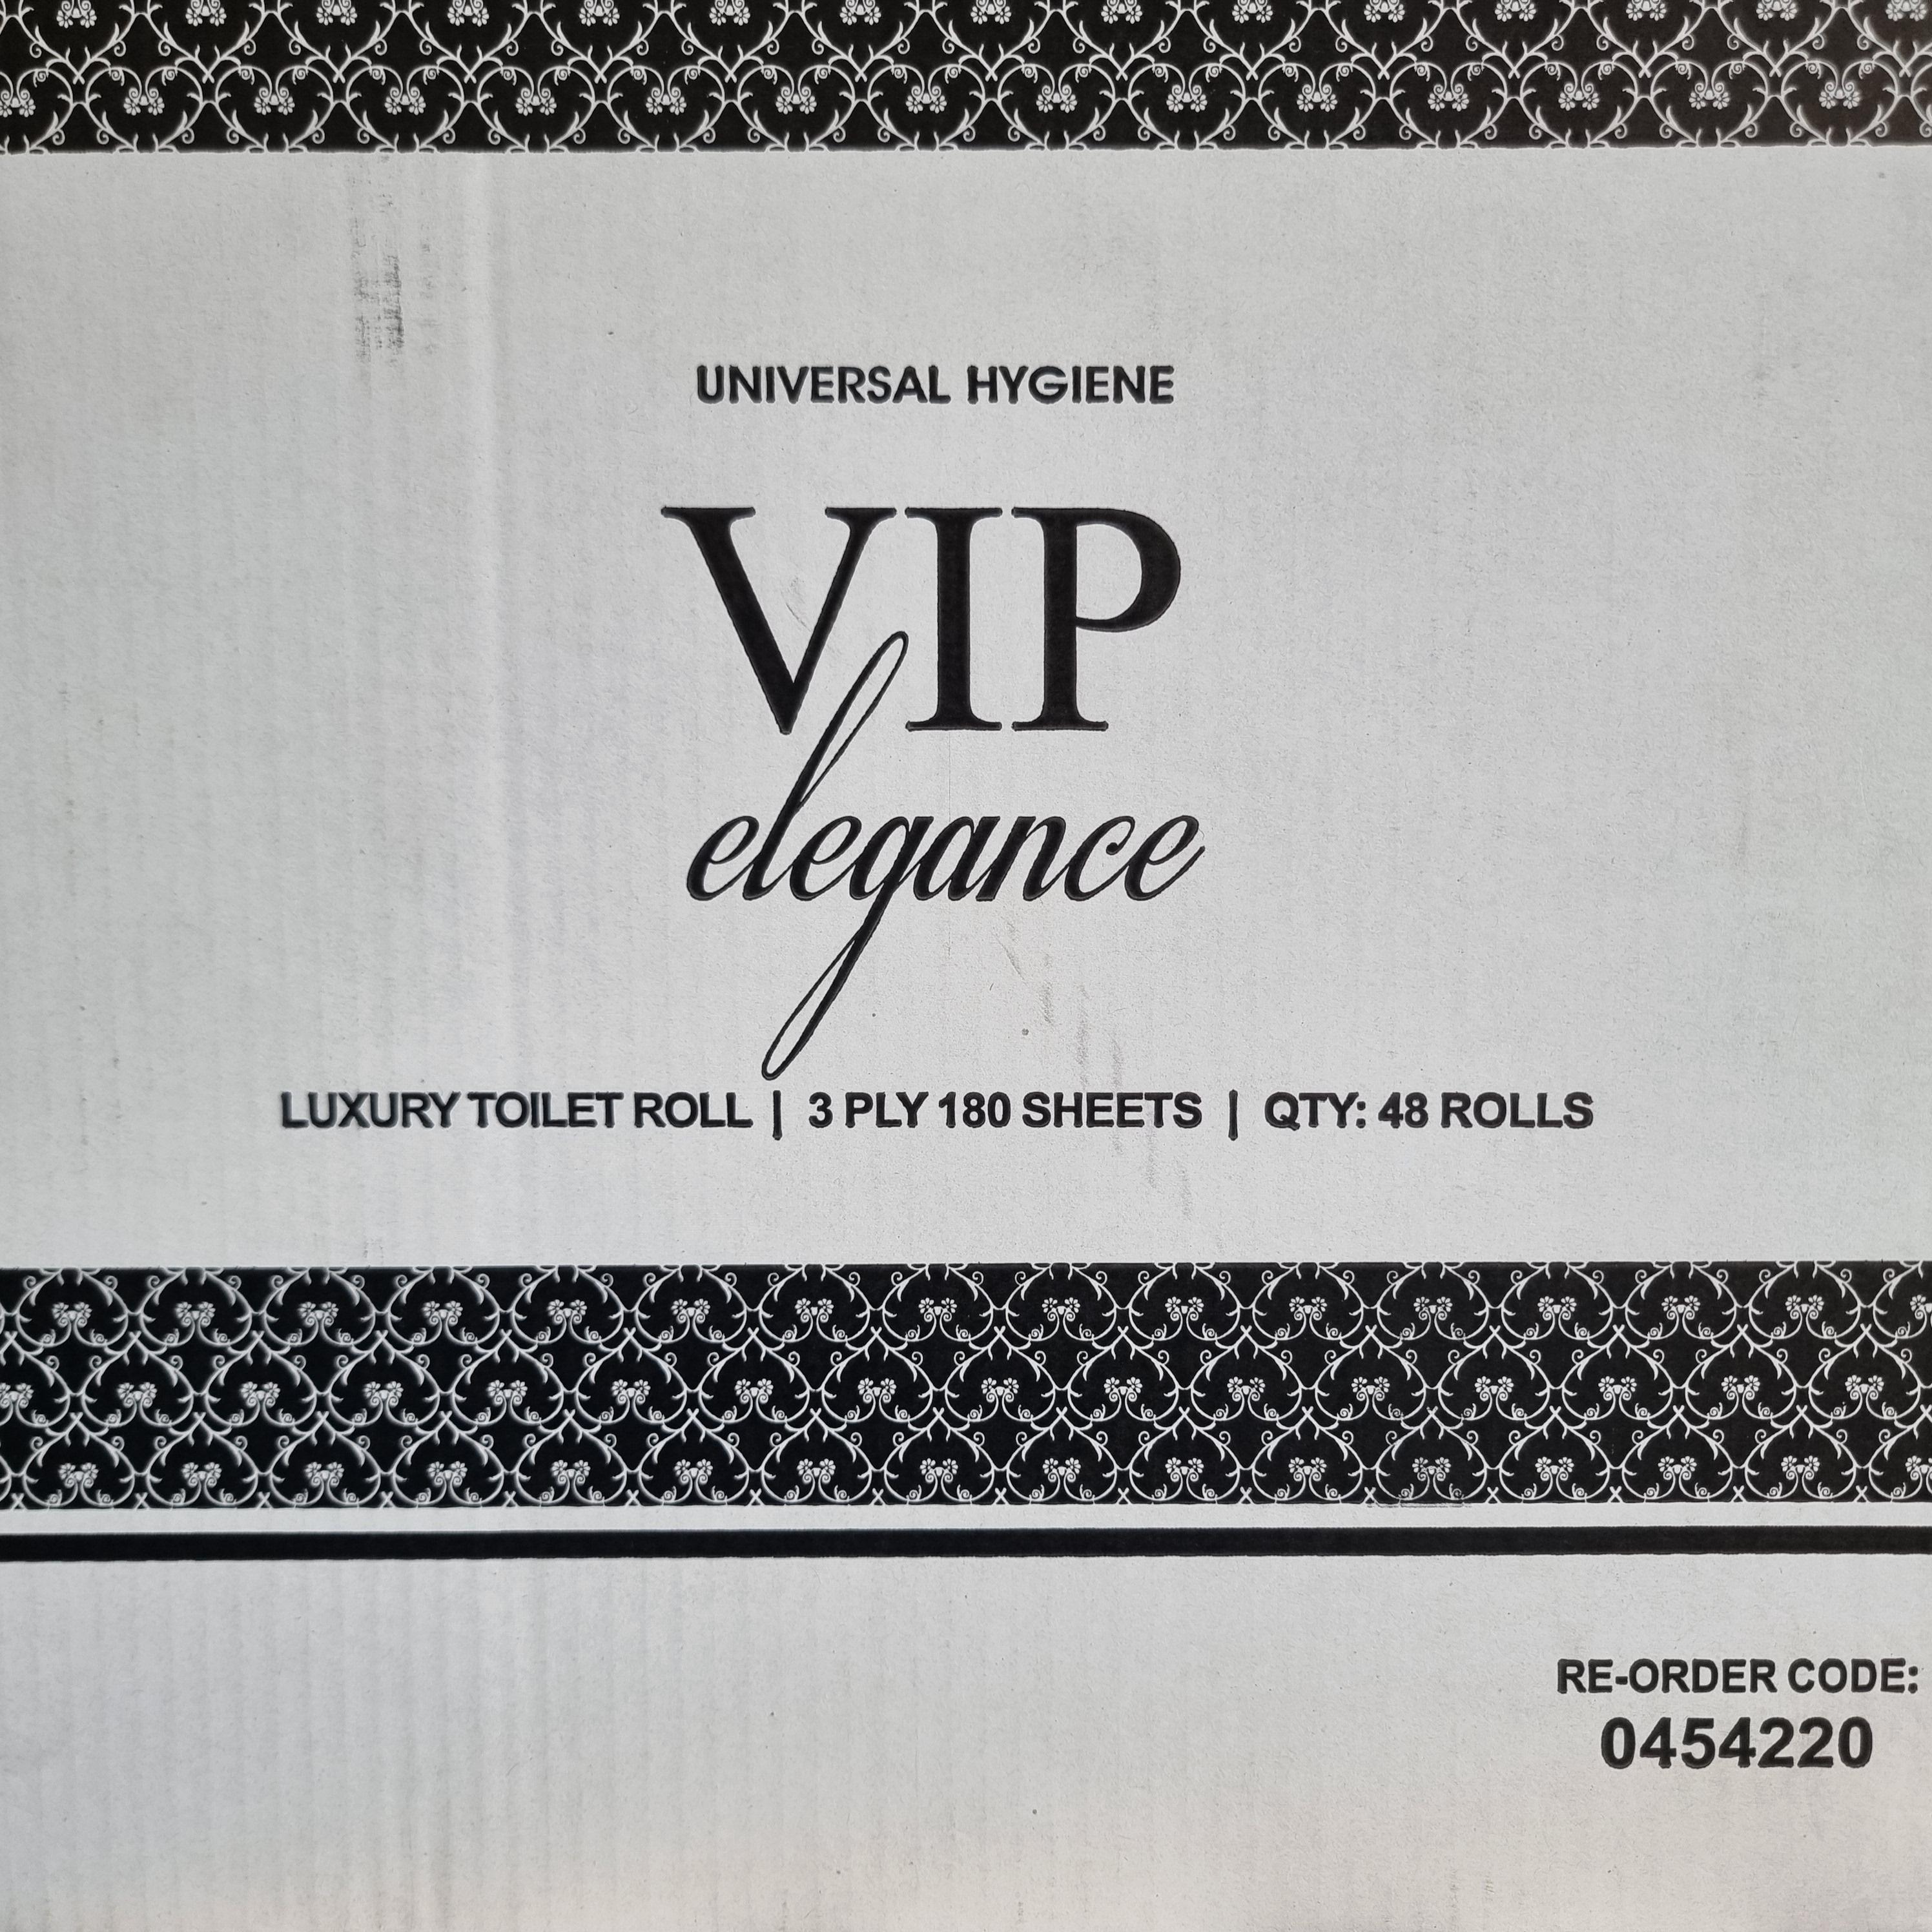 UNIVERSAL HYGIENE
VIP
elegance
LUXURY TOILET ROLL | 3 PLY 180 SHEETS | QTY: 48 ROLLS
RE-ORDER CODE:
0454220